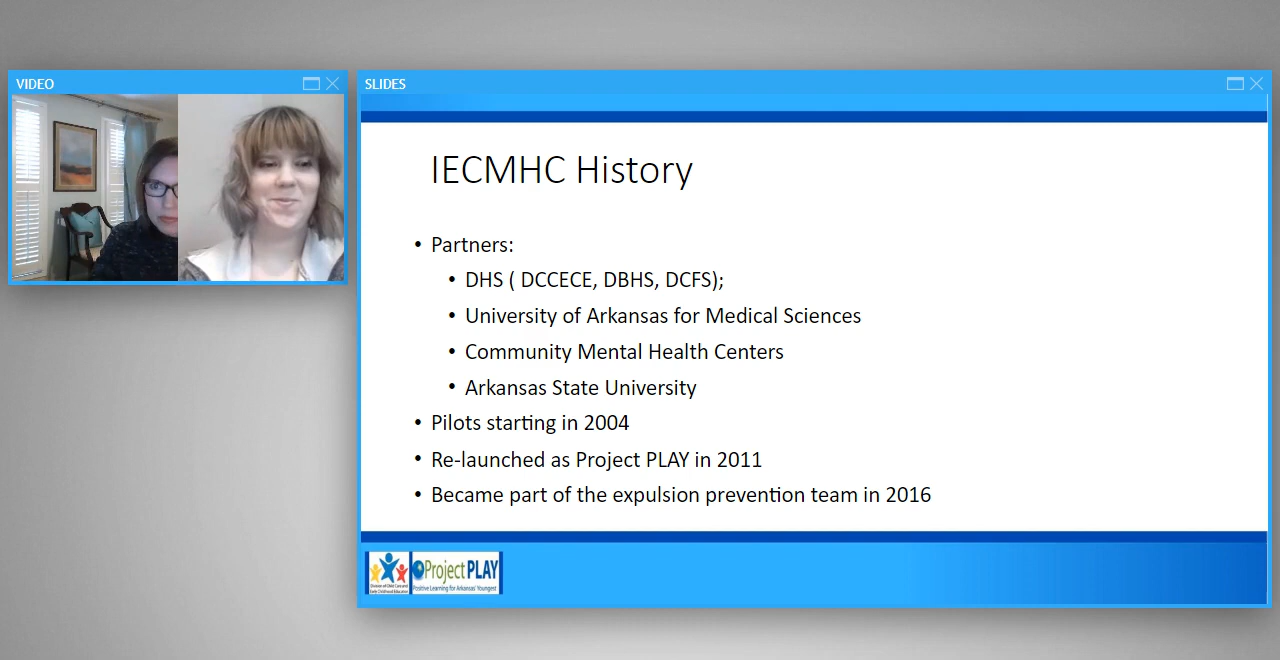 VIDEO
SLIDES
IECMHC History
• Partners:
• DHS ( DCCECE, DBHS, DCFS);
• University of Arkansas for Medical Sciences
• Community Mental Health Centers
• Arkansas State University
• Pilots starting in 2004
• Re-launched as Project PLAY in 2011
• Became part of the expulsion prevention team in 2016
Division of Child Care and
Early Childhood Education
Project PLAY
Positive Learning for Arkansas' Youngest